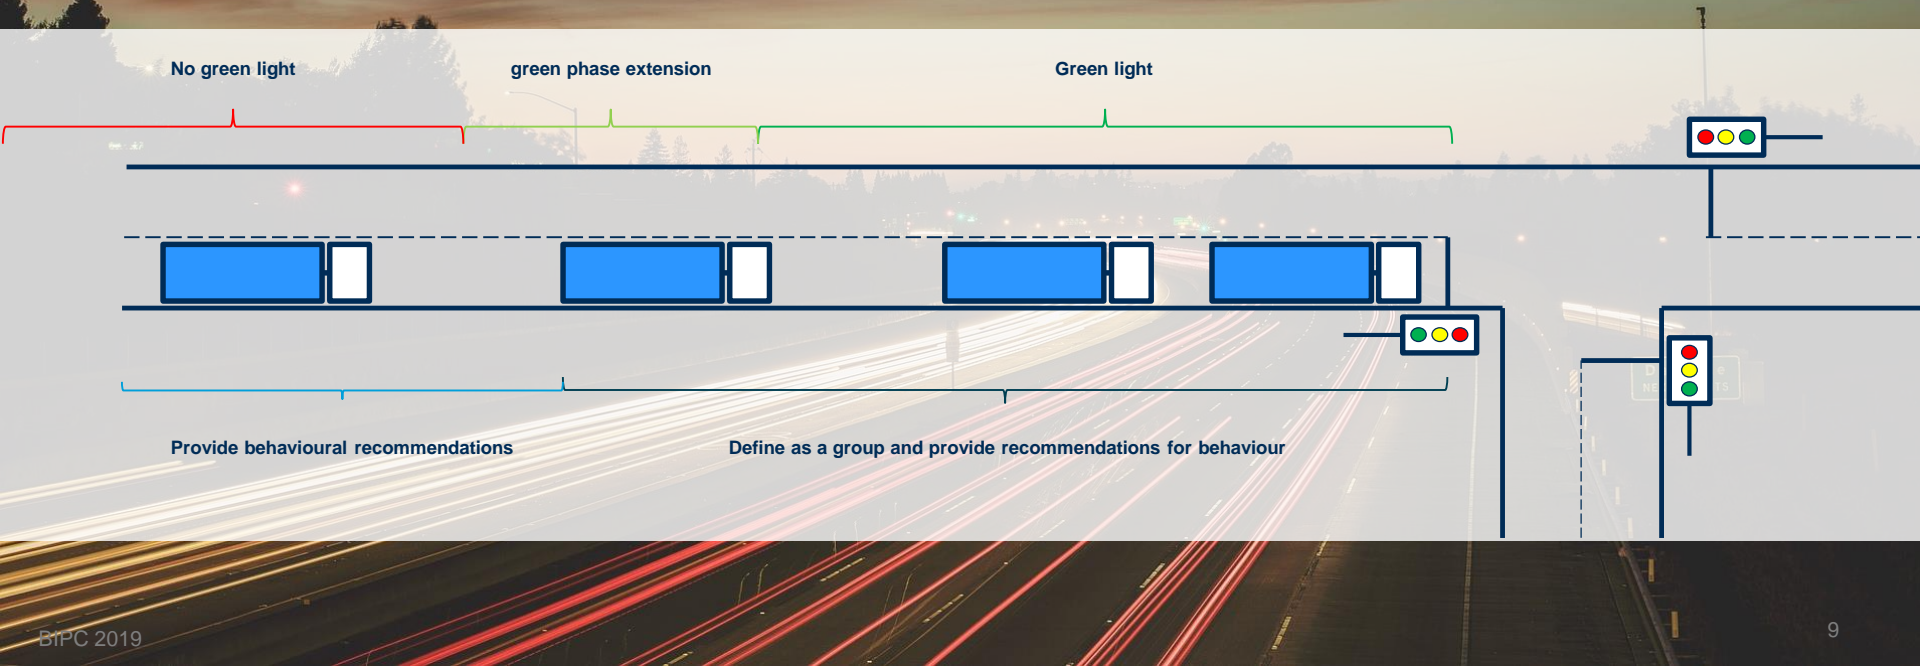 No green light
green phase extension
Green light
Provide behavioural recommendations
Define as a group and provide recommendations for behaviour
BIPC 2019
9